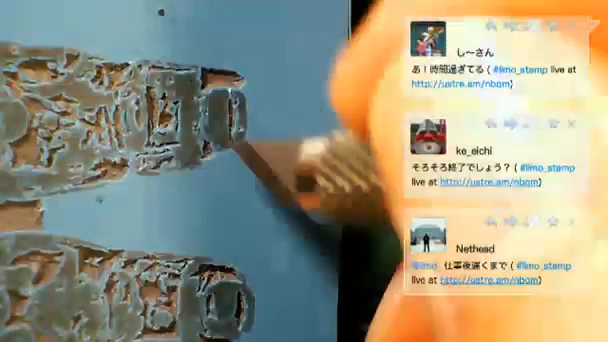 し〜さん
あ！時間過ぎてる ( #limo_stamp live at
http://ustre.am/nbqm)
ke_eichi
そろそろ終了でしょう？ ( #limo_stamp
live at http://ustre.am/nbqm)
Nethead
#limo 仕事後遅くまで ( #limo_stamp
live at http://ustre.am/nbqm)